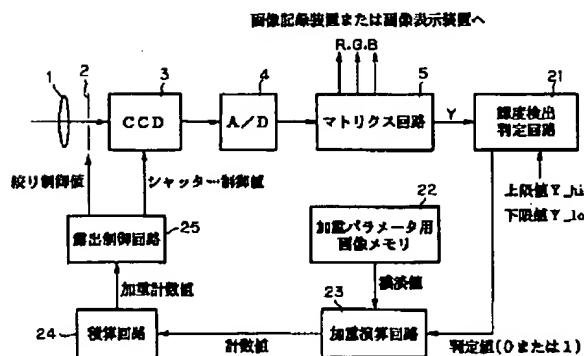 画像記録装置または画像表示装置へ
R.G.B
1
2
3
4
5
21
CCD
A/D
マトリクス回路
Y
輝度検出
判定回路
絞り制御値
シャッター制御値
上限値Y_hi
下限値Y_lo
22
加重パラメータ用
画像メモリ
露出制御回路
25
濃淡値
加重計数値
23
24
積算回路
計数値
加重演算回路
判定値(0または1)